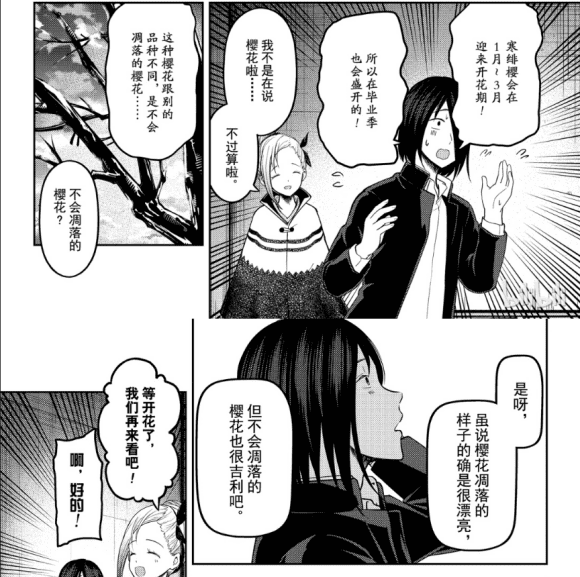 寒绯樱会在
1月～3月
迎来开花期！
所以在毕业季
也会盛开的！
我不是在说
樱花啦……
不过算啦。
这种樱花跟别的
品种不同，是不会
凋落的樱花……
不会凋落的
樱花？
是呀，
虽说樱花凋落的
样子的确是很漂亮，
但不会凋落的
樱花也很吉利吧。
等开花了，
我们再来看吧！
啊，好的！